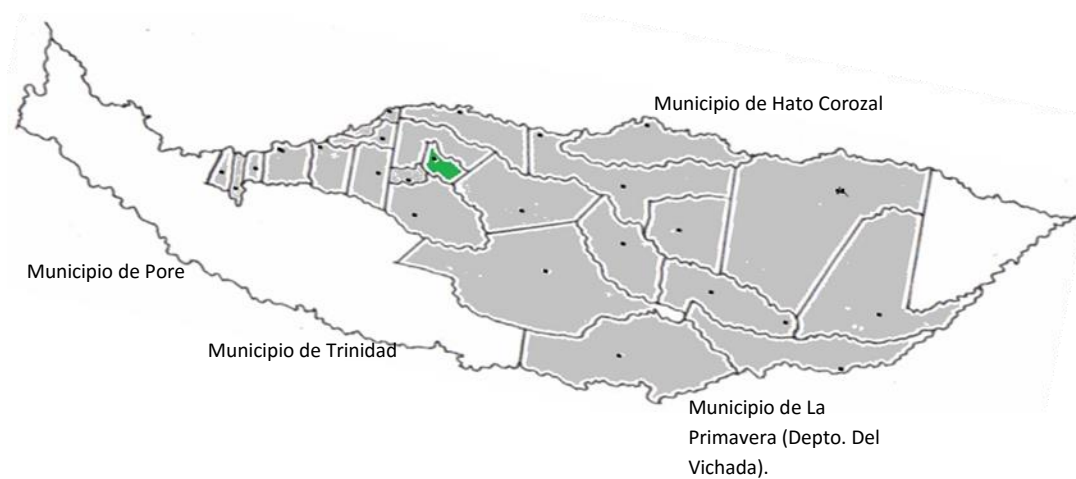 Municipio de Hato Corozal
Municipio de Pore
Municipio de Trinidad
Municipio de La
Primavera (Depto. Del
Vichada).